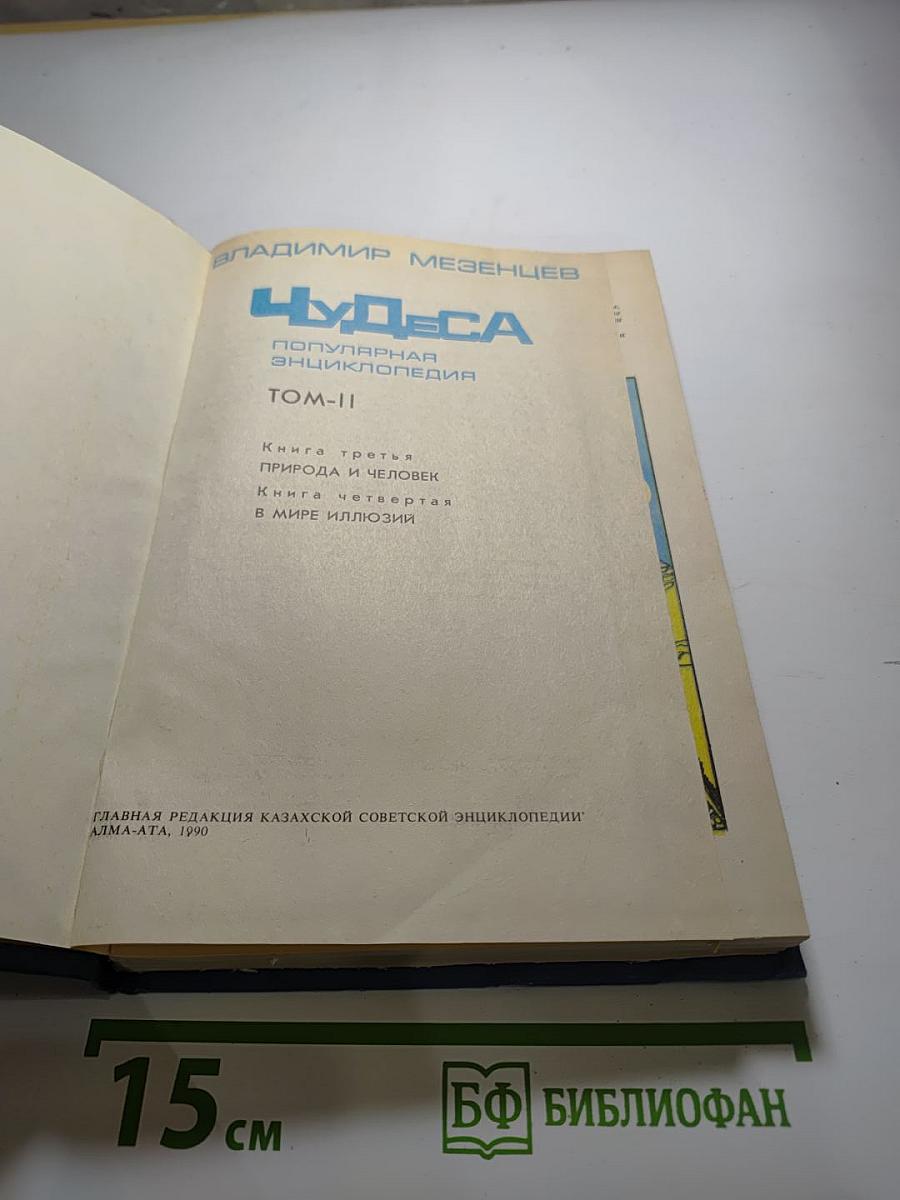 ВЛАДИМИР МЕЗЕНЦЕВ
ЧУДЕСА
ПОПУЛЯРНАЯ
ЭНЦИКЛОПЕДИЯ
ТОМ-II
Книга третья
ПРИРОДА И ЧЕЛОВЕК
Книга четвертая
В МИРЕ ИЛЛЮЗИЙ
ГЛАВНАЯ РЕДАКЦИЯ КАЗАХСКОЙ СОВЕТСКОЙ ЭНЦИКЛОПЕДИИ
АЛМА-АТА, 1990
15 см
БФ БИБЛИОФАН